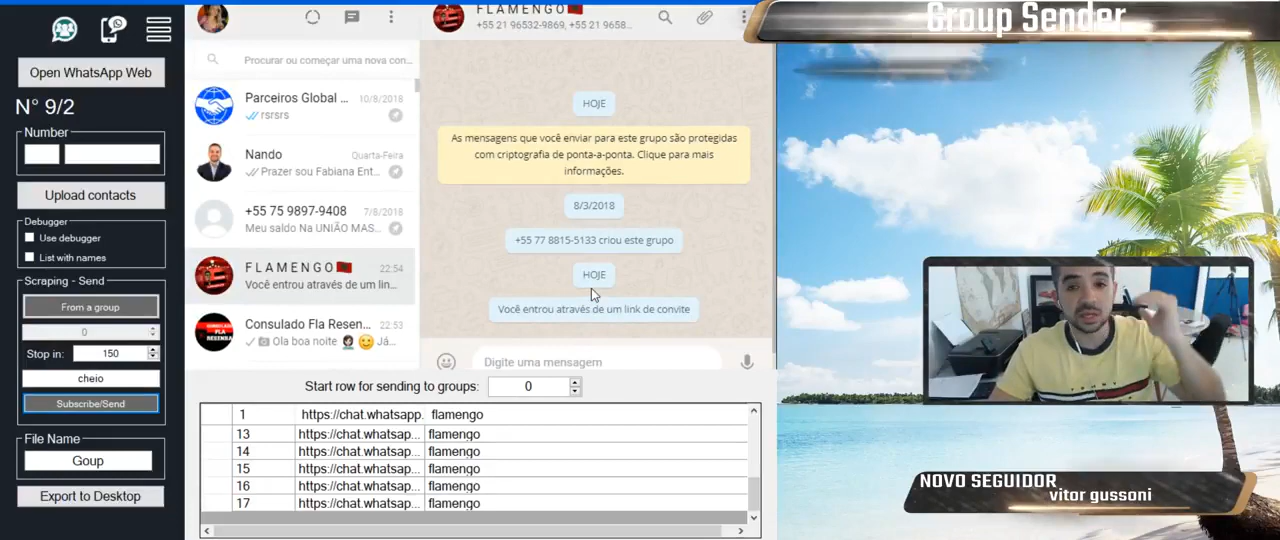 Open WhatsApp Web
N° 9/2
Number
Upload contacts
Debugger
Use debugger
List with names
Scraping - Send
From a group
0
Stop in: 150
cheio
Subscribe/Send
File Name
Goup
Export to Desktop
Procurar ou começar uma nova con...
Parceiros Global ... 10/8/2018
rsrsrs
Nando Quarta-Feira
Prazer sou Fabiana Ent...
+55 75 9897-9408 7/8/2018
Meu saldo Na UNIÃO MAS...
F L A M E N G O 22:54
Você entrou através de um lin...
Consulado Fla Resen... 22:53
Ola boa noite Já...
F L A M E N G O
+55 21 96532-9869, +55 21 9658...
HOJE
As mensagens que você enviar para este grupo são protegidas
com criptografia de ponta-a-ponta. Clique para mais
informações.
8/3/2018
+55 77 8815-5133 criou este grupo
HOJE
Você entrou através de um link de convite
Digite uma mensagem
Start row for sending to groups: 0
1 https://chat.whatsapp. flamengo
13 https://chat.whatsap... flamengo
14 https://chat.whatsap... flamengo
15 https://chat.whatsap... flamengo
16 https://chat.whatsap... flamengo
17 https://chat.whatsap... flamengo
Group Sender
NOVO SEGUIDOR
vitor gussoni